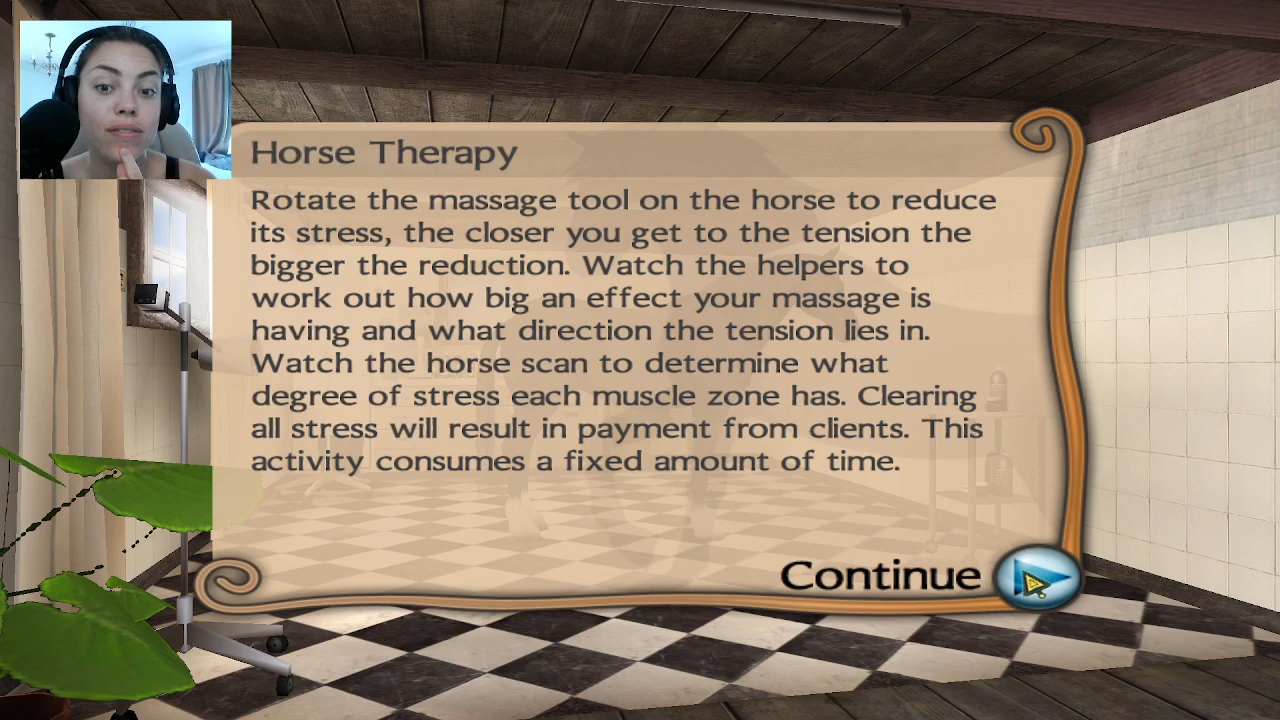 Horse Therapy
Rotate the massage tool on the horse to reduce
its stress, the closer you get to the tension the
bigger the reduction. Watch the helpers to
work out how big an effect your massage is
having and what direction the tension lies in.
Watch the horse scan to determine what
degree of stress each muscle zone has. Clearing
all stress will result in payment from clients. This
activity consumes a fixed amount of time.
Continue